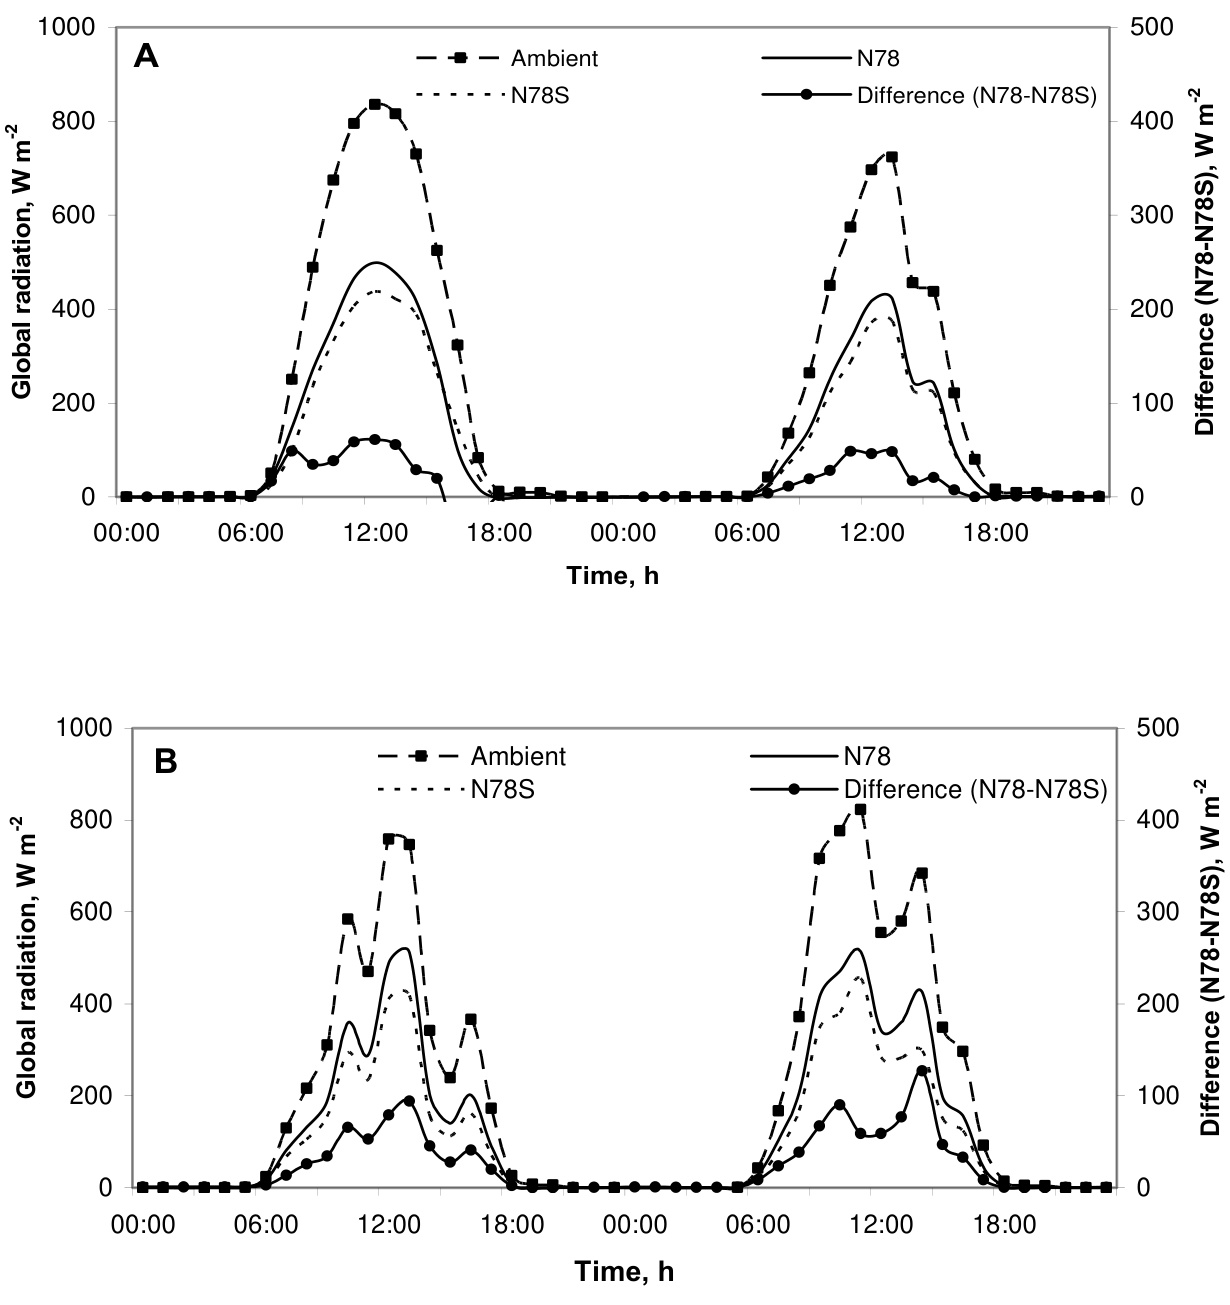 A
Ambient
N78
N78S
Difference (N78-N78S)
1000
800
600
400
200
0
500
400
300
200
100
0
Global radiation, W m-2
Difference (N78-N78S), W m-2
00:00 06:00 12:00 18:00 00:00 06:00 12:00 18:00
Time, h
B
Ambient
N78
N78S
Difference (N78-N78S)
1000
800
600
400
200
0
500
400
300
200
100
0
Global radiation, W m-2
Difference (N78-N78S), W m-2
00:00 06:00 12:00 18:00 00:00 06:00 12:00 18:00
Time, h